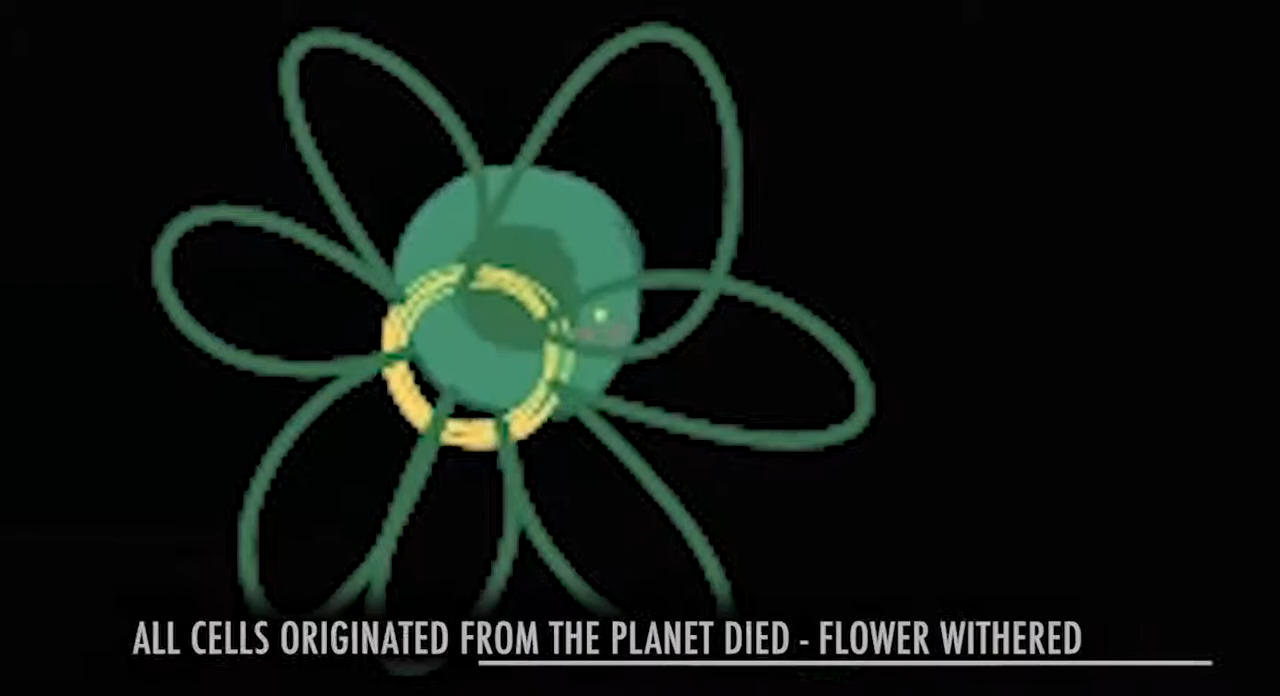 ALL CELLS ORIGINATED FROM THE PLANET DIED - FLOWER WITHERED